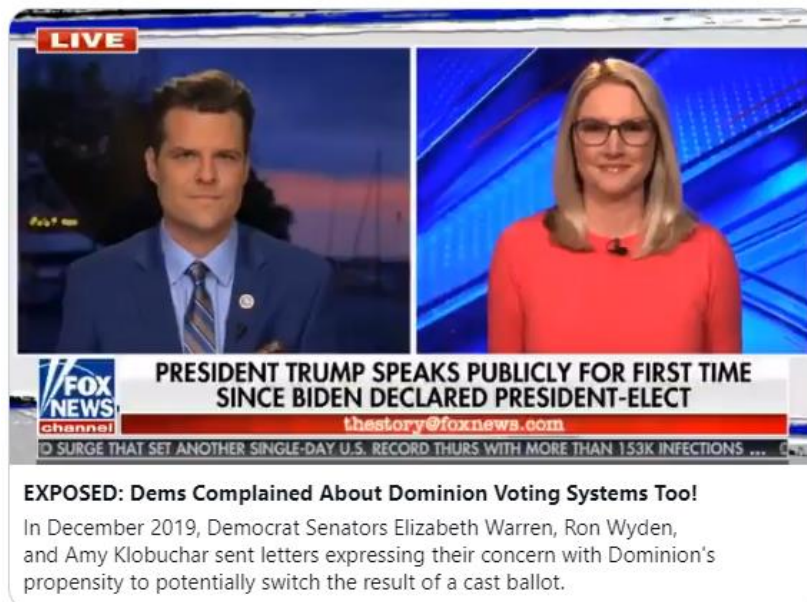 LIVE
FOX
NEWS
channel
PRESIDENT TRUMP SPEAKS PUBLICLY FOR FIRST TIME
SINCE BIDEN DECLARED PRESIDENT-ELECT
thestory@foxnews.com
SURGE THAT SET ANOTHER SINGLE-DAY U.S. RECORD THURS WITH MORE THAN 153K INFECTIONS ...
EXPOSED: Dems Complained About Dominion Voting Systems Too!
In December 2019, Democrat Senators Elizabeth Warren, Ron Wyden,
and Amy Klobuchar sent letters expressing their concern with Dominion's
propensity to potentially switch the result of a cast ballot.